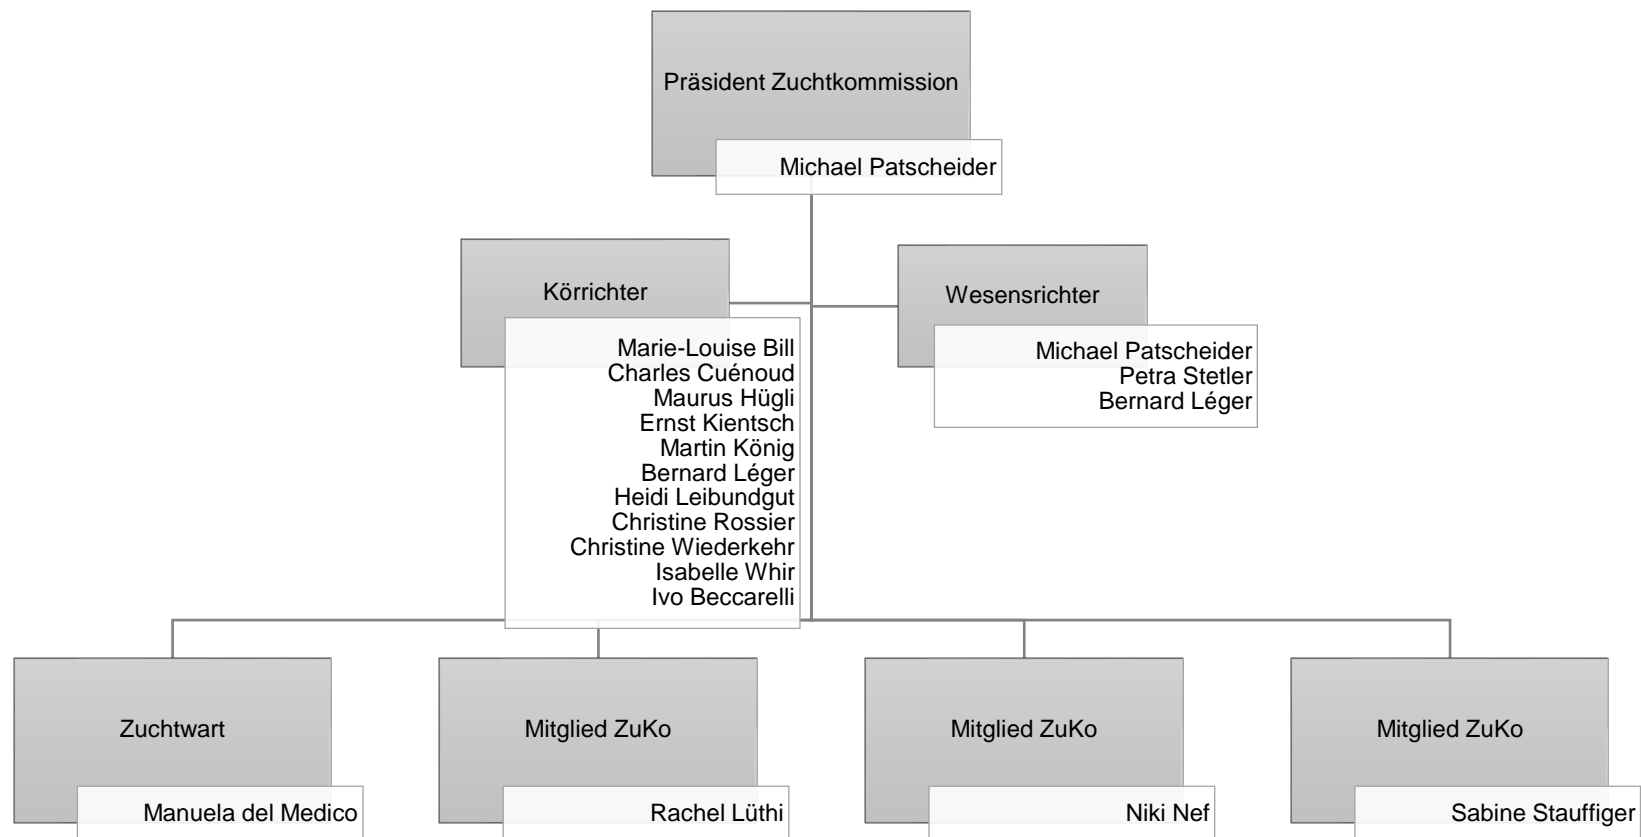 Präsident Zuchtkommission
Michael Patscheider
Körrichter
Marie-Louise Bill
Charles Cuénoud
Maurus Hügli
Ernst Kientsch
Martin König
Bernard Léger
Heidi Leibundgut
Christine Rossier
Christine Wiederkehr
Isabelle Whir
Ivo Beccarelli
Wesensrichter
Michael Patscheider
Petra Stetler
Bernard Léger
Zuchtwart
Manuela del Medico
Mitglied ZuKo
Rachel Lüthi
Mitglied ZuKo
Niki Nef
Mitglied ZuKo
Sabine Stauffiger